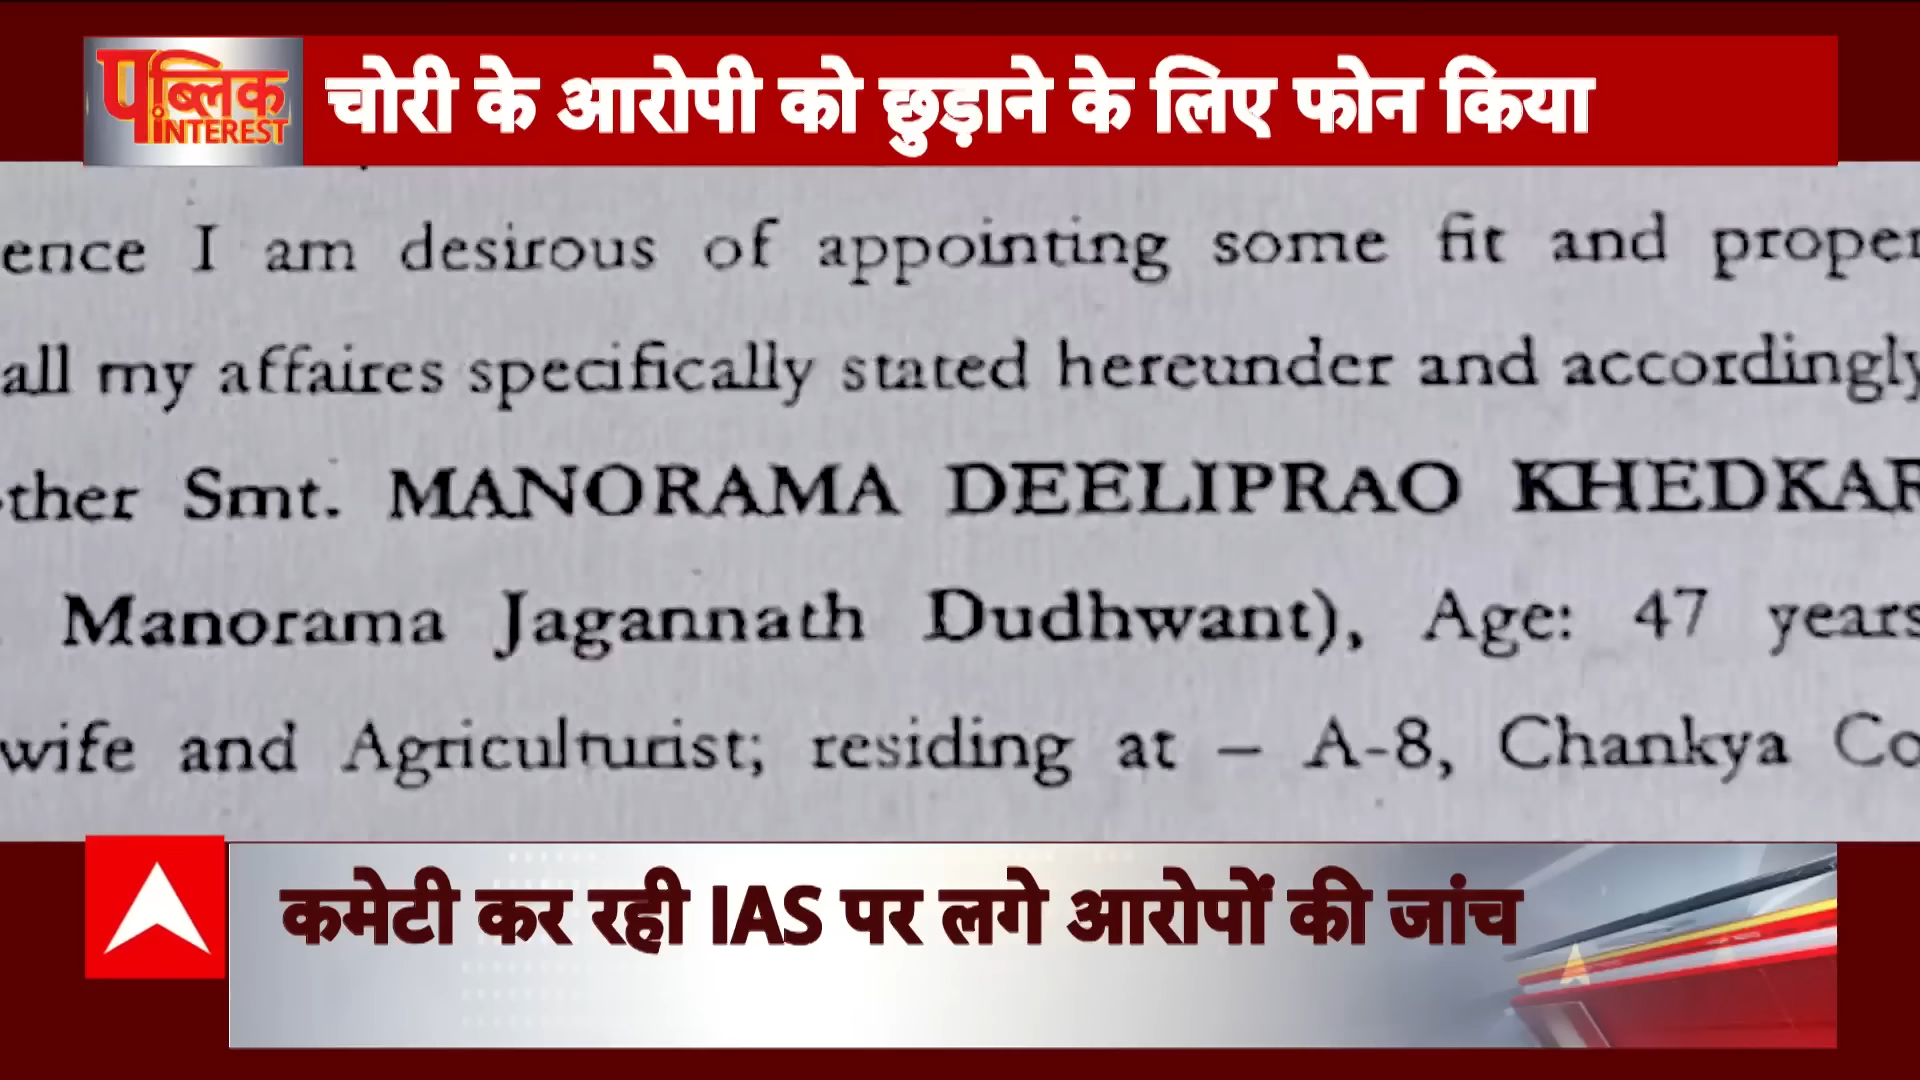 पब्लिक
INTEREST
चोरी के आरोपी को छुड़ाने के लिए फोन किया
ence I am desirous of appointing some fit and proper
all my affaires specifically stated hereunder and accordingly
ther Smt. MANORAMA DEELIPRAO KHEDKAR
Manorama Jagannath Dudhwant), Age: 47 years
wife and Agriculturist; residing at – A-8, Chankya Co
कमेटी कर रही IAS पर लगे आरोपों की जांच